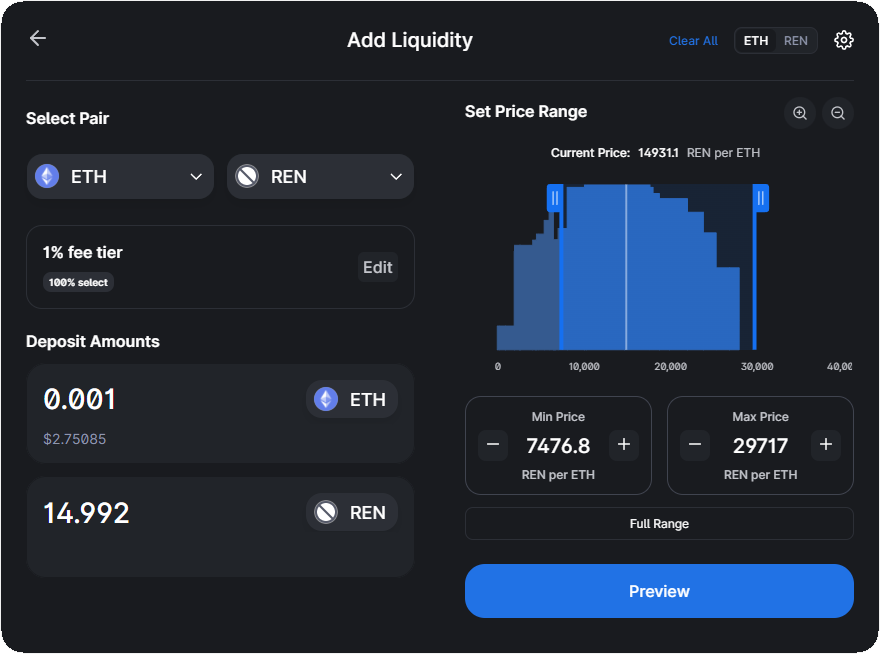 Add Liquidity
Clear All
ETH REN
Select Pair
ETH
REN
1% fee tier
100% select
Edit
Deposit Amounts
0.001
ETH
$2.75085
14.992
REN
Set Price Range
Current Price: 14931.1 REN per ETH
0 10,000 20,000 30,000 40,00
Min Price
7476.8
REN per ETH
Max Price
29717
REN per ETH
Full Range
Preview